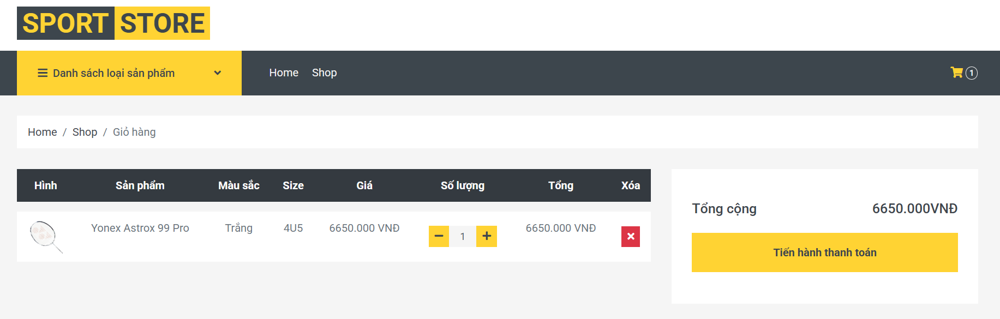 SPORT STORE
Danh sách loại sản phẩm
Home Shop
1
Home / Shop / Giỏ hàng
Hình Sản phẩm Màu sắc Size Giá Số lượng Tổng Xóa
Yonex Astrox 99 Pro Trắng 4U5 6650.000 VNĐ 1 6650.000 VNĐ
Tổng cộng 6650.000VNĐ
Tiến hành thanh toán